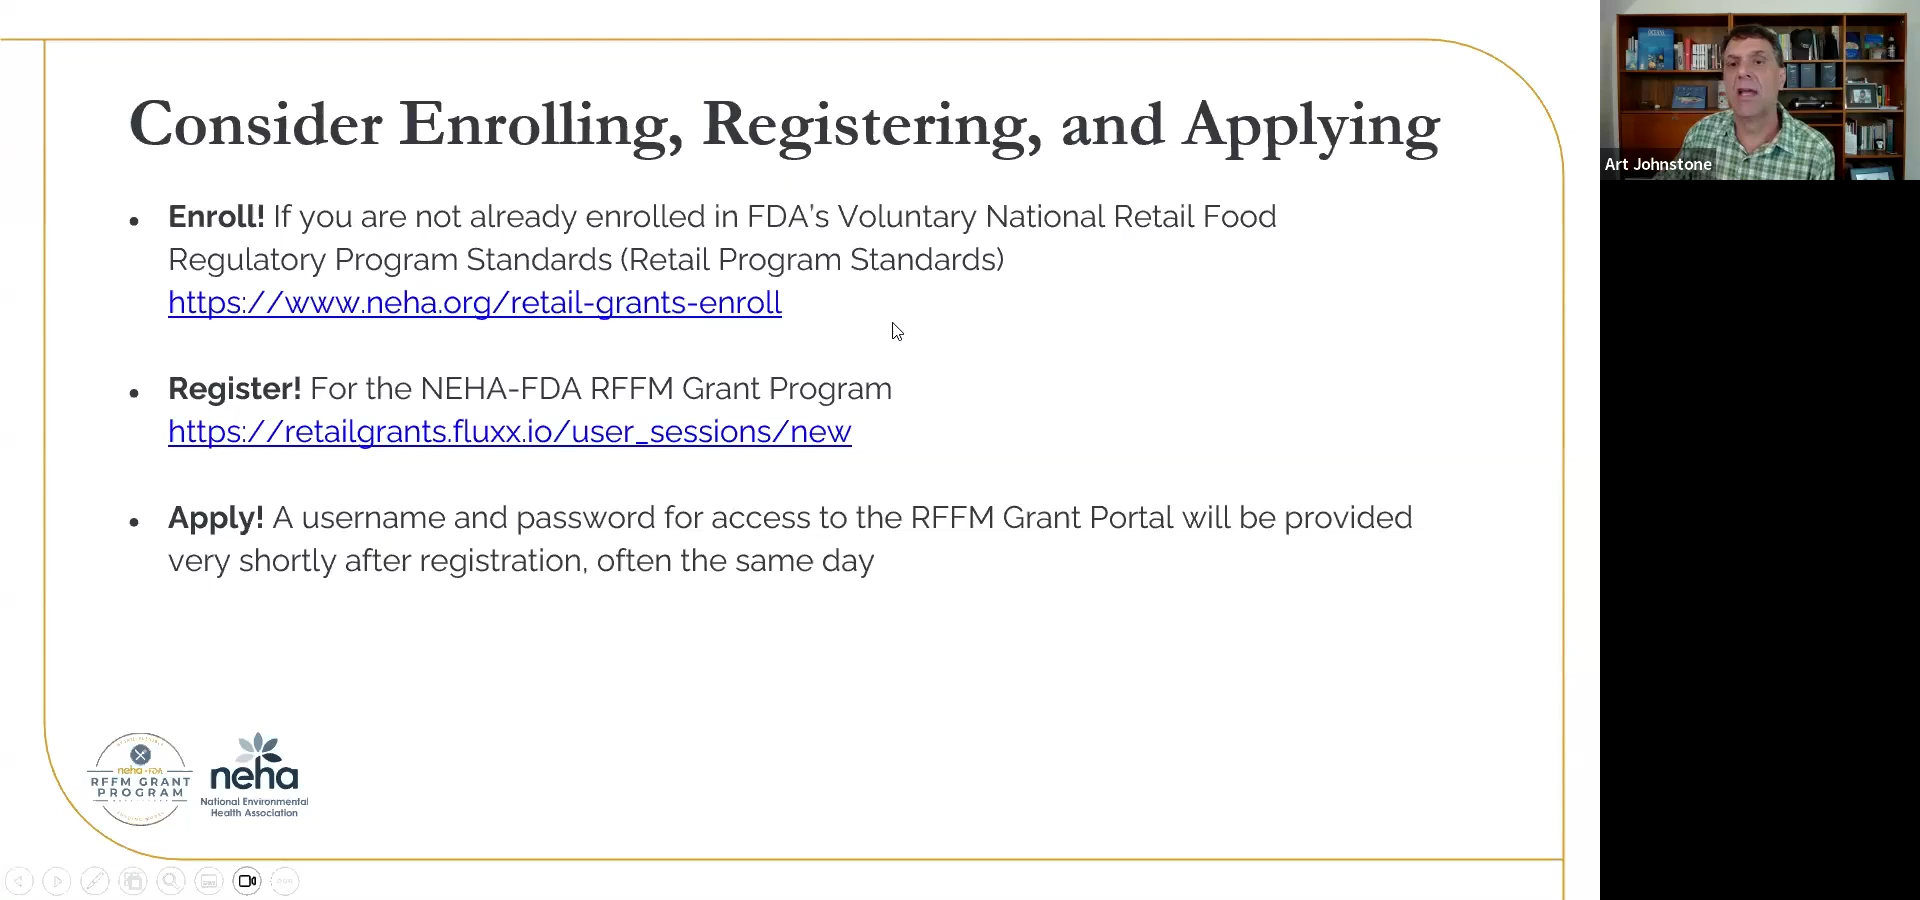 Consider Enrolling, Registering, and Applying
• Enroll! If you are not already enrolled in FDA's Voluntary National Retail Food
Regulatory Program Standards (Retail Program Standards)
https://www.neha.org/retail-grants-enroll
• Register! For the NEHA-FDA RFFM Grant Program
https://retailgrants.fluxx.io/user_sessions/new
• Apply! A username and password for access to the RFFM Grant Portal will be provided
very shortly after registration, often the same day
neha-FDA
RFFM GRANT
PROGRAM
neha
National Environmental
Health Association
Art Johnstone